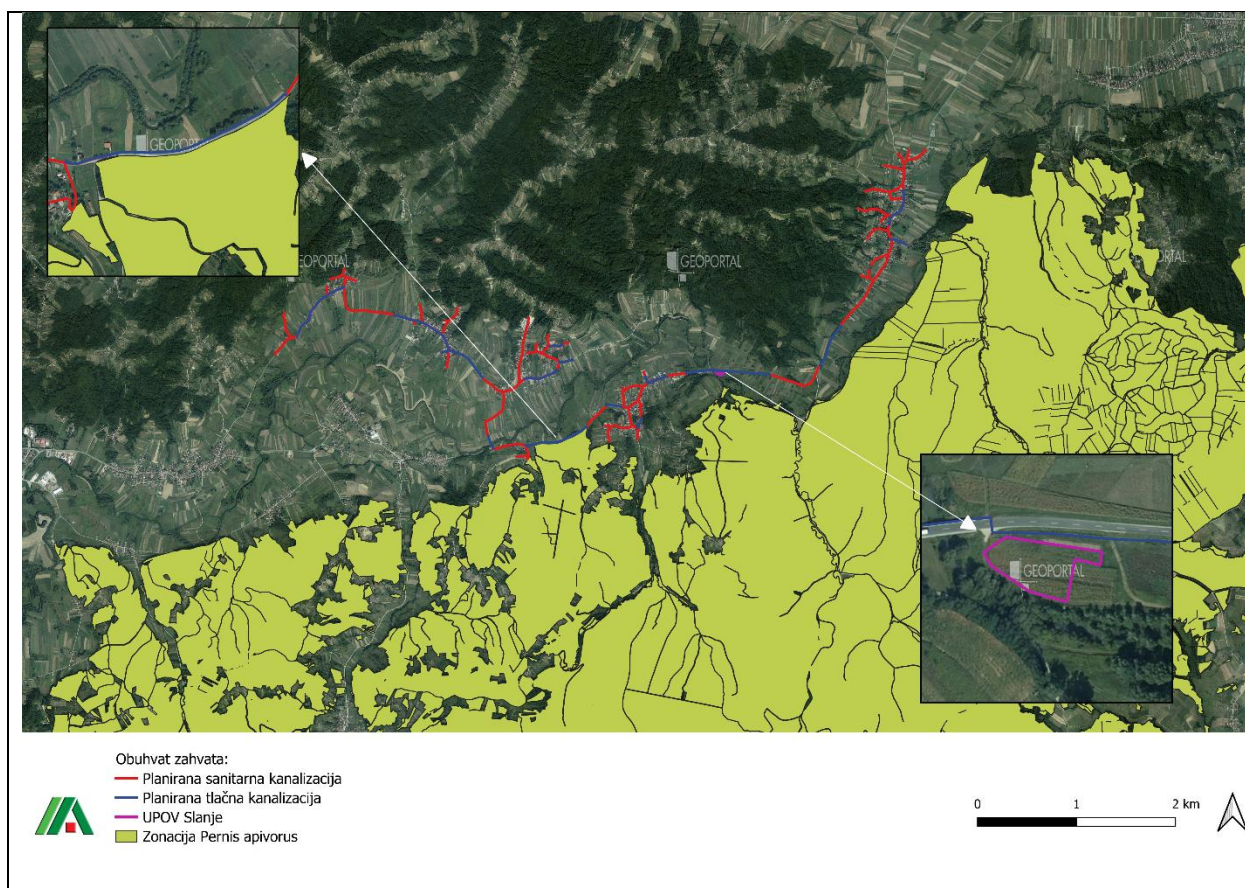 GEOPORTAL
GEOPORTAL
GEOPORTAL
PORTAL
GEOPORTAL
Obuhvat zahvata:
Planirana sanitarna kanalizacija
Planirana tlačna kanalizacija
UPOV Slanje
Zonacija Pernis apivorus
0 1 2 km